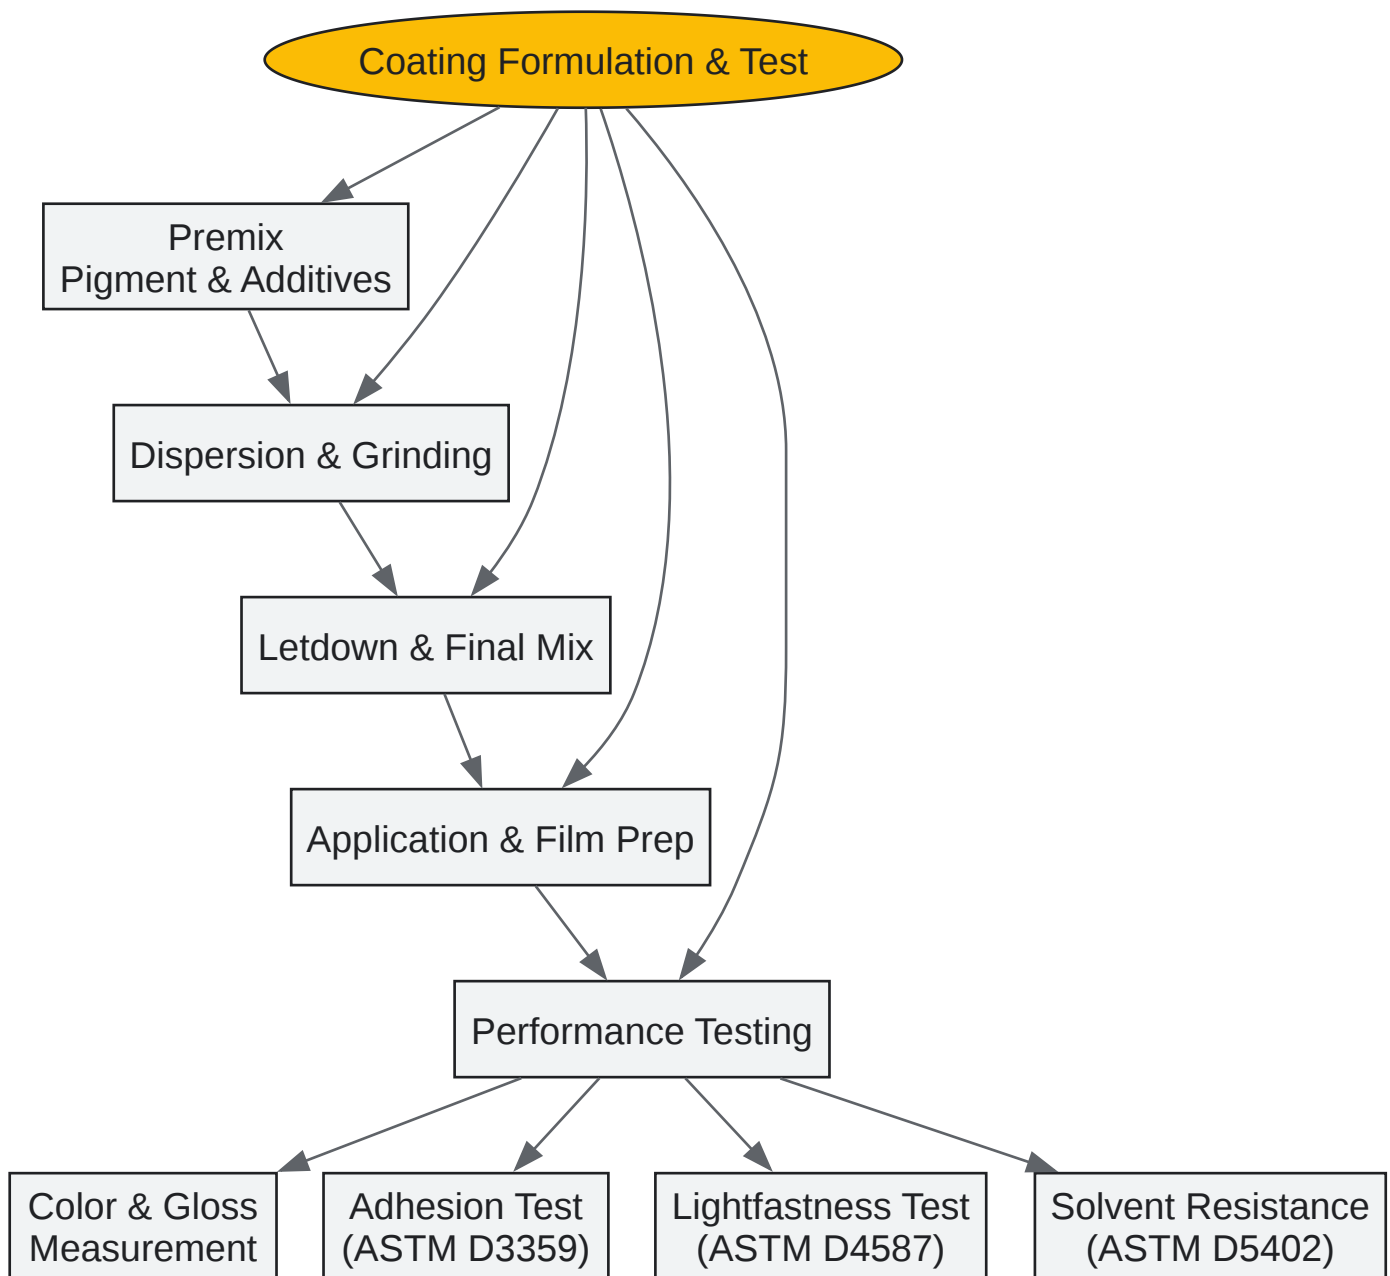 Coating Formulation & Test
Premix
Pigment & Additives
Dispersion & Grinding
Letdown & Final Mix
Application & Film Prep
Performance Testing
Color & Gloss
Measurement
Adhesion Test
(ASTM D3359)
Lightfastness Test
(ASTM D4587)
Solvent Resistance
(ASTM D5402)